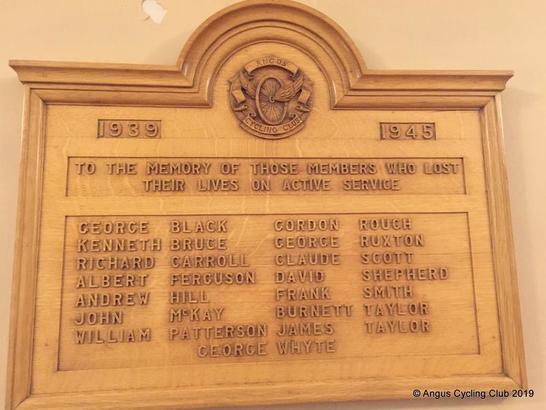 ANGUS
CYCLING CLUB
1939 1945
TO THE MEMORY OF THOSE MEMBERS WHO LOST
THEIR LIVES ON ACTIVE SERVICE
GEORGE BLACK GORDON ROUGH
KENNETH BRUCE GEORGE RUXTON
RICHARD CARROLL CLAUDE SCOTT
ALBERT FERGUSON DAVID SHEPHERD
ANDREW HILL FRANK SMITH
JOHN McKAY BURNETT TAYLOR
WILLIAM PATTERSON JAMES TAYLOR
GEORGE WHYTE
© Angus Cycling Club 2019